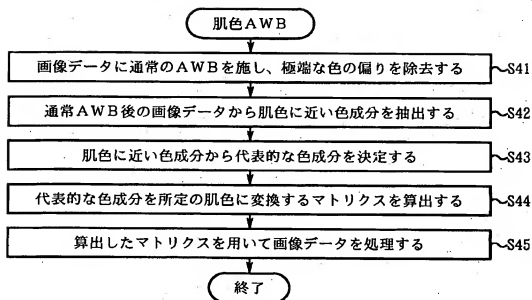 肌色AWB
画像データに通常のAWBを施し、極端な色の偏りを除去する S41
通常AWB後の画像データから肌色に近い色成分を抽出する S42
肌色に近い色成分から代表的な色成分を決定する S43
代表的な色成分を所定の肌色に変換するマトリクスを算出する S44
算出したマトリクスを用いて画像データを処理する S45
終了